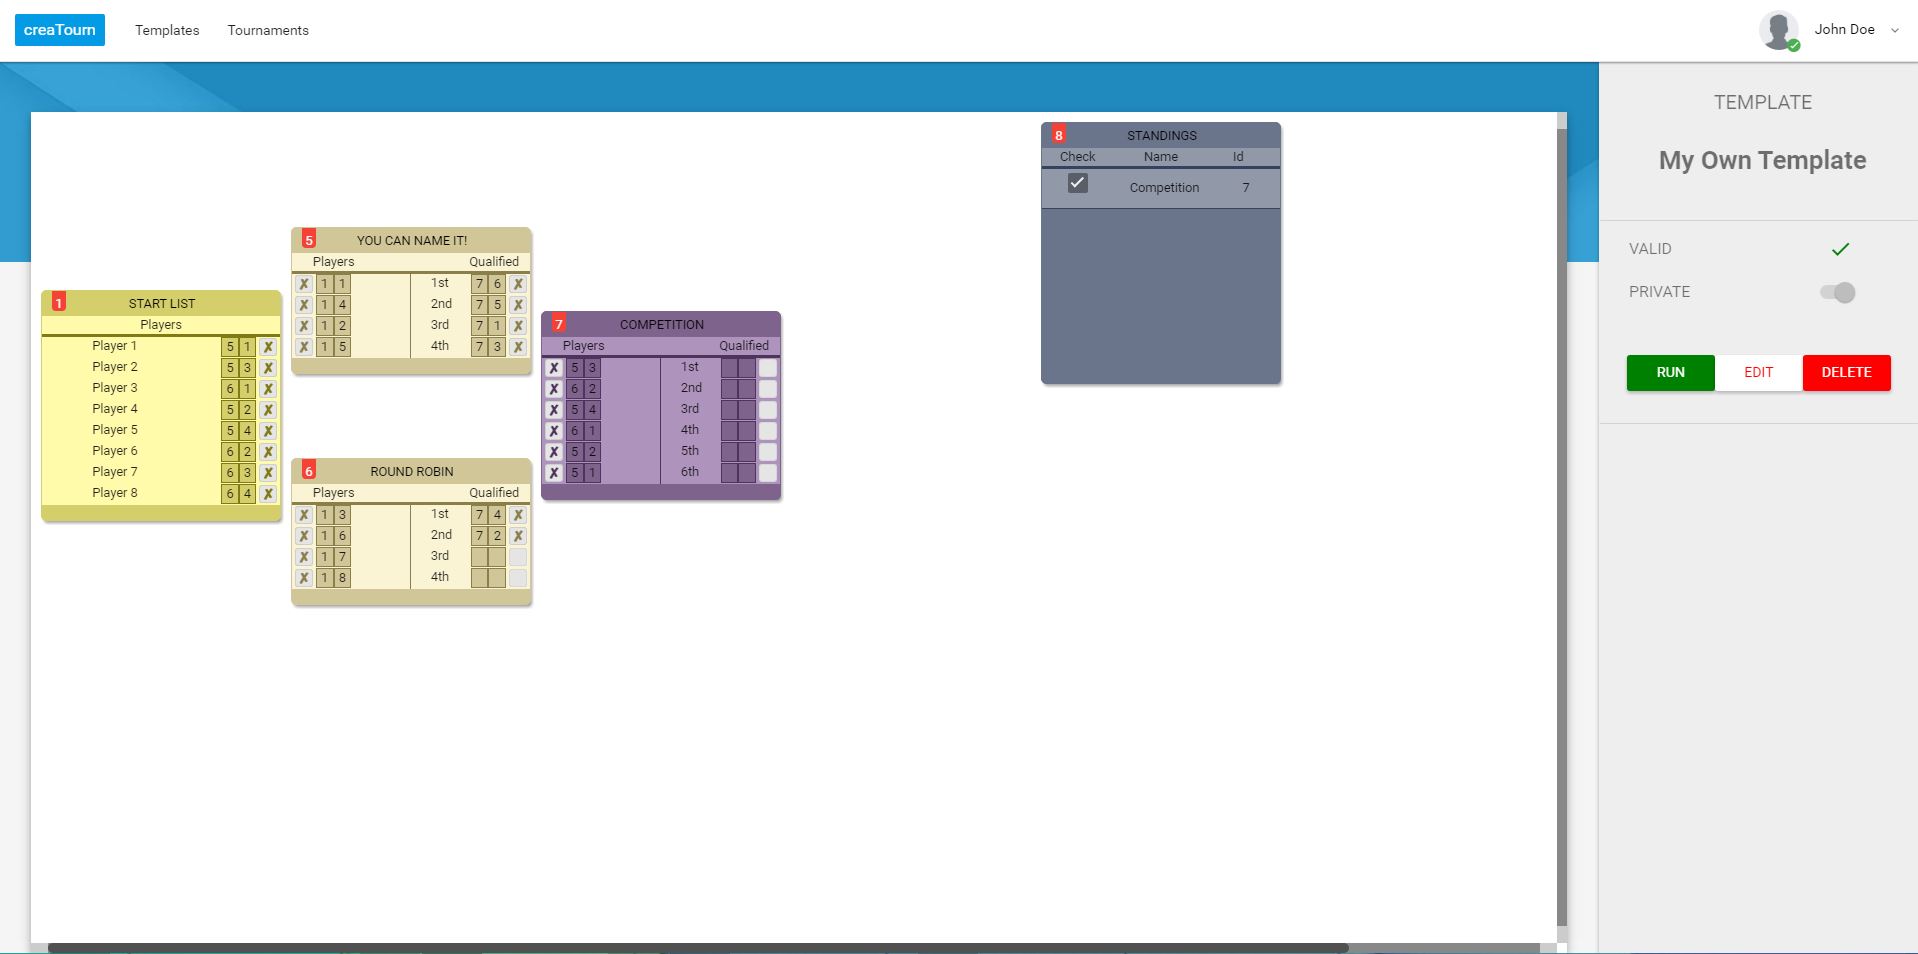 creaTourn Templates Tournaments John Doe
TEMPLATE
My Own Template
VALID
PRIVATE
RUN EDIT DELETE
1 START LIST
Players
Player 1 5 1 ✗
Player 2 5 3 ✗
Player 3 6 1 ✗
Player 4 5 2 ✗
Player 5 5 4 ✗
Player 6 6 2 ✗
Player 7 6 3 ✗
Player 8 6 4 ✗
5 YOU CAN NAME IT!
Players Qualified
✗ 1 1 1st 7 6 ✗
✗ 1 4 2nd 7 5 ✗
✗ 1 2 3rd 7 1 ✗
✗ 1 5 4th 7 3 ✗
6 ROUND ROBIN
Players Qualified
✗ 1 3 1st 7 4 ✗
✗ 1 6 2nd 7 2 ✗
✗ 1 7 3rd
✗ 1 8 4th
7 COMPETITION
Players Qualified
✗ 5 3 1st
✗ 6 2 2nd
✗ 5 4 3rd
✗ 6 1 4th
✗ 5 2 5th
✗ 5 1 6th
8 STANDINGS
Check Name Id
Competition 7